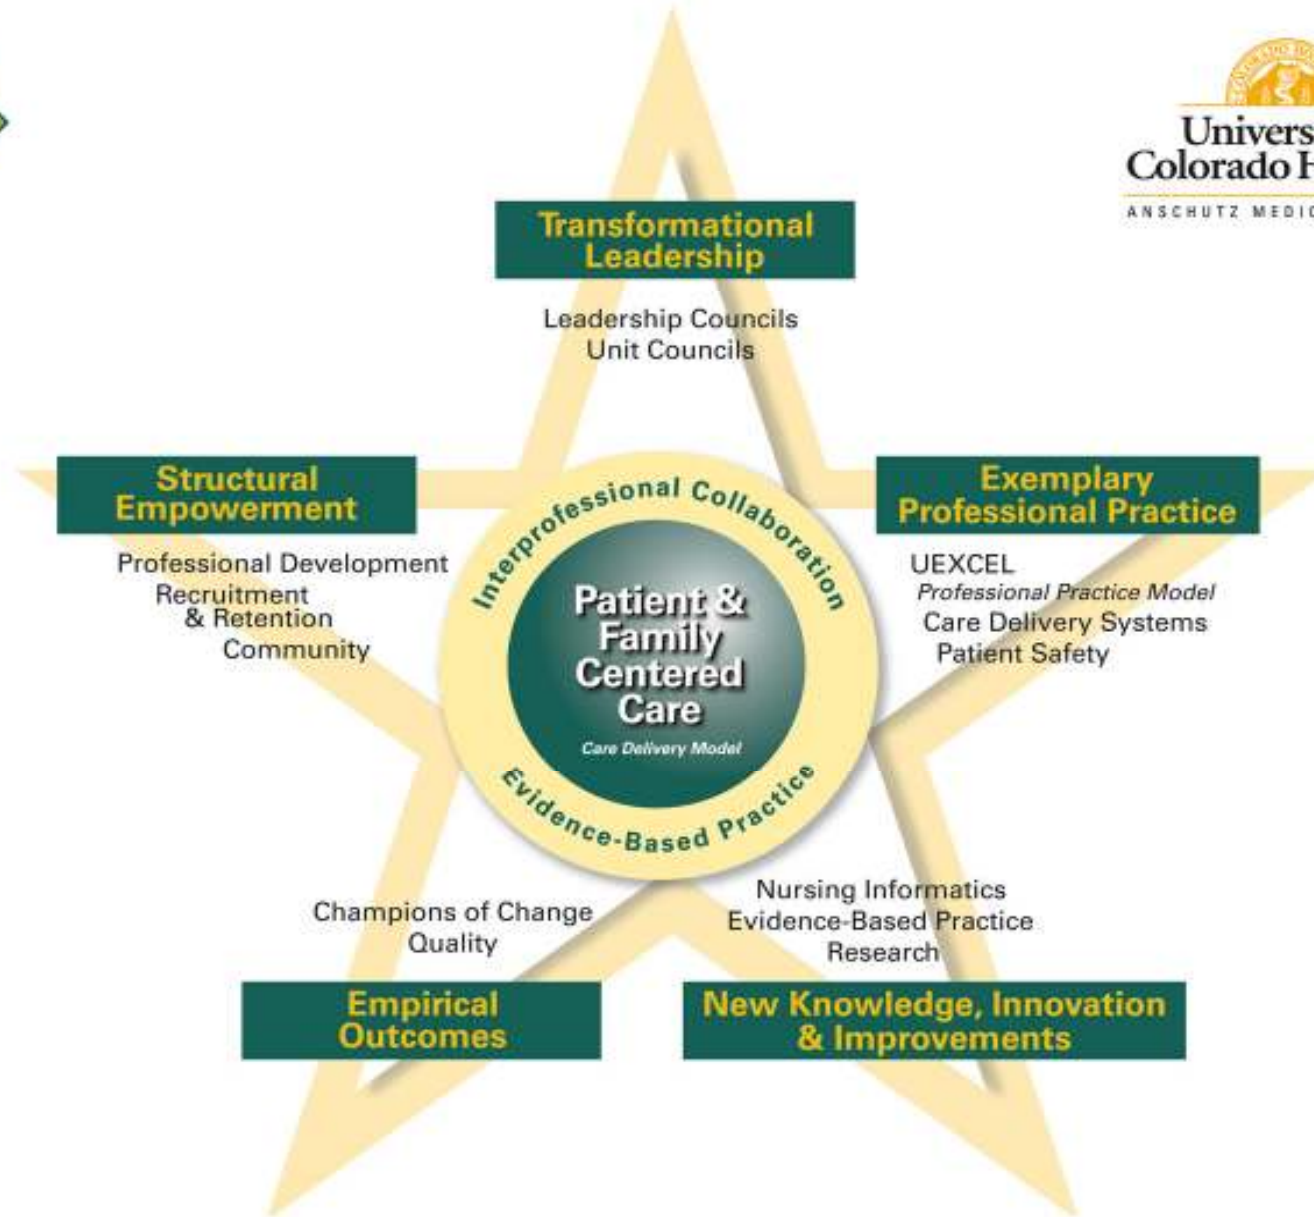 Colorado
ANSCHUTZ
Transformational
Leadership
Leadership Councils
Unit Councils
Structural
Empowerment
Professional Development
Recruitment
& Retention
Community
Exemplary
Professional Practice
UEXCEL
Professional Practice Model
Care Delivery Systems
Patient Safety
Interprofessional Collaboration
Patient &
Family
Centered
Care
Care Delivery Model
Evidence-Based Practice
Champions of Change
Quality
Empirical
Outcomes
Nursing Informatics
Evidence-Based Practice
Research
New Knowledge, Innovation
& Improvements